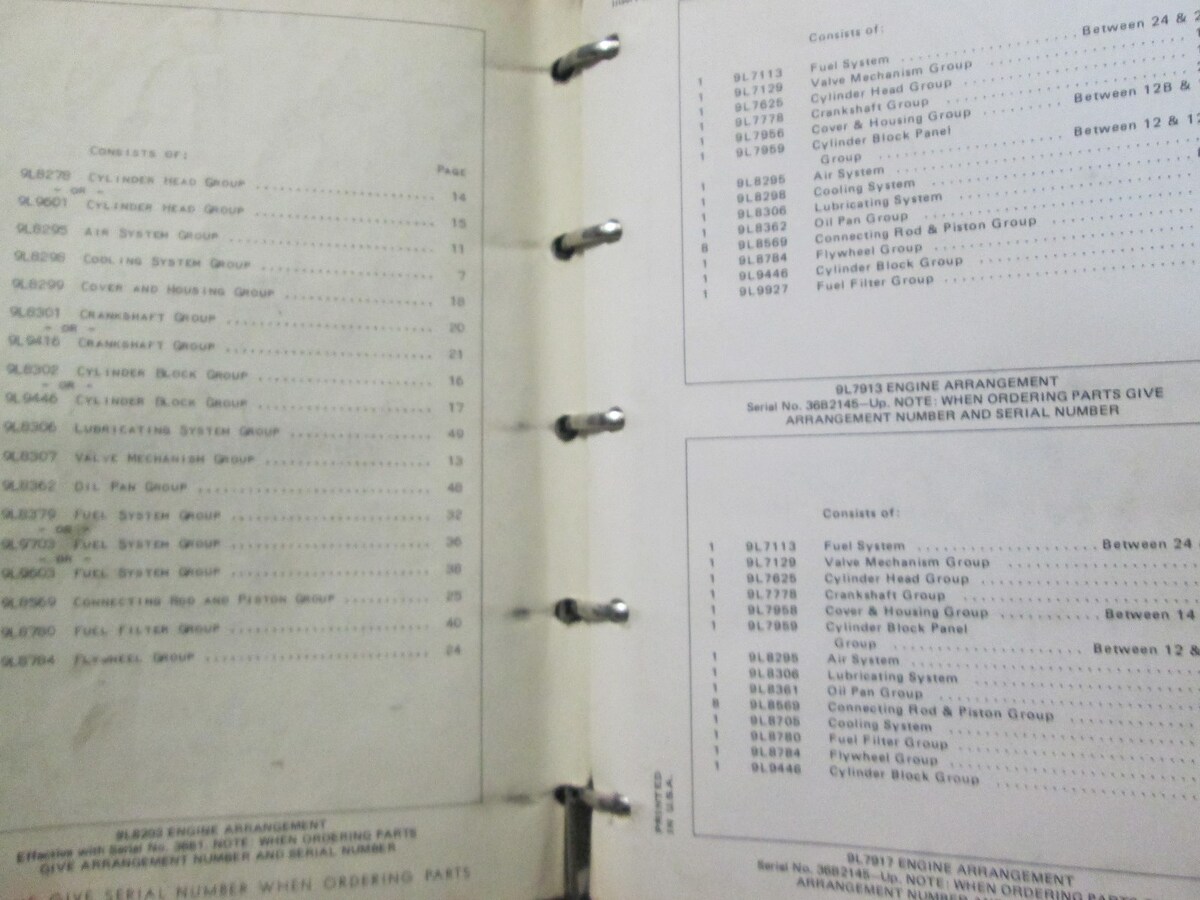 CONSISTS OF:
PAGE
9L8278 CYLINDER HEAD GROUP 14
- OR -
9L9601 CYLINDER HEAD GROUP 15
9L8295 AIR SYSTEM GROUP 11
9L8298 COOLING SYSTEM GROUP 7
9L8299 COVER AND HOUSING GROUP 18
9L8301 CRANKSHAFT GROUP 20
- OR -
9L9416 CRANKSHAFT GROUP 21
9L8302 CYLINDER BLOCK GROUP 16
- OR -
9L9446 CYLINDER BLOCK GROUP 17
9L8306 LUBRICATING SYSTEM GROUP 49
9L8307 VALVE MECHANISM GROUP 13
9L8362 OIL PAN GROUP 48
9L8379 FUEL SYSTEM GROUP 32
- OR -
9L9703 FUEL SYSTEM GROUP 36
- OR -
9L9603 FUEL SYSTEM GROUP 38
9L8569 CONNECTING ROD AND PISTON GROUP 25
9L8780 FUEL FILTER GROUP 40
9L8784 FLYWHEEL GROUP 24
ENGINE ARRANGEMENT
Effective with Serial No. 36B1. NOTE: WHEN ORDERING PARTS
GIVE ARRANGEMENT NUMBER AND SERIAL NUMBER
GIVE SERIAL NUMBER WHEN ORDERING PARTS
Consists of:
1 9L7113 Fuel System Between 24 &
1 9L7129 Valve Mechanism Group
1 9L7625 Cylinder Head Group
1 9L7778 Crankshaft Group
1 9L7956 Cover & Housing Group Between 12B &
1 9L7959 Cylinder Block Panel
Group Between 12 &
1 9L8295 Air System
1 9L8298 Cooling System
1 9L8306 Lubricating System
1 9L8362 Oil Pan Group
8 9L8569 Connecting Rod & Piston Group
1 9L8784 Flywheel Group
1 9L9446 Cylinder Block Group
1 9L9927 Fuel Filter Group
9L7913 ENGINE ARRANGEMENT
Serial No. 36B2145–Up. NOTE: WHEN ORDERING PARTS GIVE
ARRANGEMENT NUMBER AND SERIAL NUMBER
Consists of:
1 9L7113 Fuel System Between 24
1 9L7129 Valve Mechanism Group
1 9L7625 Cylinder Head Group
1 9L7778 Crankshaft Group
1 9L7958 Cover & Housing Group Between 14
1 9L7959 Cylinder Block Panel
Group Between 12 &
1 9L8295 Air System
1 9L8306 Lubricating System
1 9L8361 Oil Pan Group
8 9L8569 Connecting Rod & Piston Group
1 9L8705 Cooling System
1 9L8780 Fuel Filter Group
1 9L8784 Flywheel Group
1 9L9446 Cylinder Block Group
PRINTED
IN U.S.A.
9L7917 ENGINE ARRANGEMENT
Serial No. 36B2145–Up. NOTE: WHEN ORDERING PARTS
ARRANGEMENT NUMBER AND SERIAL NUMBER